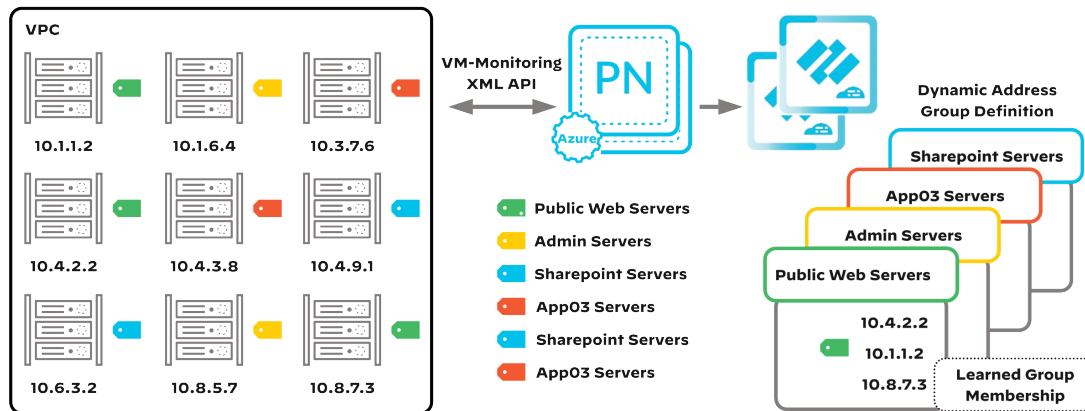 VPC
10.1.1.2
10.1.6.4
10.3.7.6
10.4.2.2
10.4.3.8
10.4.9.1
10.6.3.2
10.8.5.7
10.8.7.3
VM-Monitoring
XML API
PN
Azure
Public Web Servers
Admin Servers
Sharepoint Servers
App03 Servers
Sharepoint Servers
App03 Servers
Dynamic Address
Group Definition
Sharepoint Servers
App03 Servers
Admin Servers
Public Web Servers
10.4.2.2
10.1.1.2
10.8.7.3
Learned Group
Membership